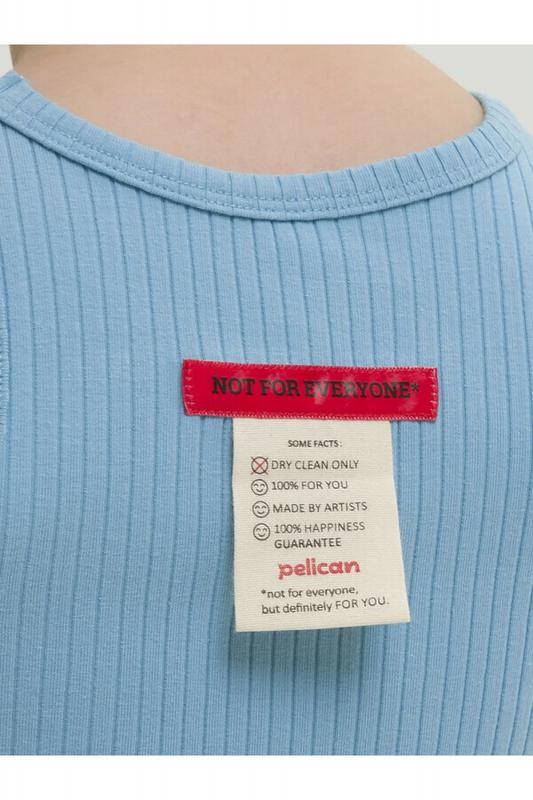 NOT FOR EVERYONE*
SOME FACTS:
DRY CLEAN ONLY
100% FOR YOU
MADE BY ARTISTS
100% HAPPINESS
GUARANTEE
pelican
*not for everyone,
but definitely FOR YOU.